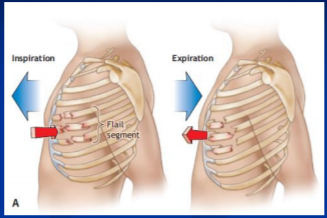 Inspiration
Expiration
Flail
segment
A